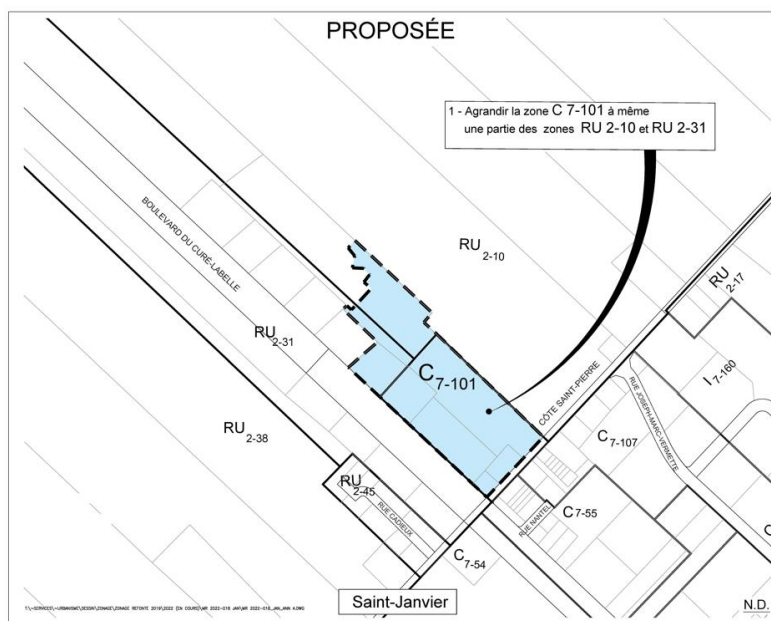 PROPOSÉE
1 - Agrandir la zone C 7-101 à même
une partie des zones RU 2-10 et RU 2-31
BOULEVARD DU CURÉ-LABELLE
RU 2-10
RU 2-17
RU 2-31
I 7-160
C 7-101
CÔTE SAINT-PIERRE
RUE JOSEPH-MARC-VERMETTE
RU 2-38
C 7-107
RU 2-45
RUE CADIEUX
RUE NANTEL
C 7-55
C 7-54
C
Saint-Janvier
N.D.